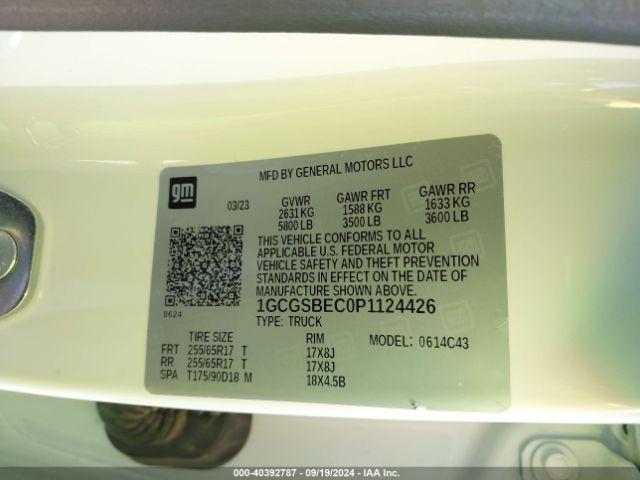 gm
MFD BY GENERAL MOTORS LLC
03/23 GVWR GAWR FRT GAWR RR
2631 KG 1588 KG 1633 KG
5800 LB 3500 LB 3600 LB
THIS VEHICLE CONFORMS TO ALL
APPLICABLE U.S. FEDERAL MOTOR
VEHICLE SAFETY AND THEFT PREVENTION
STANDARDS IN EFFECT ON THE DATE OF
MANUFACTURE SHOWN ABOVE.
8624
1GCGSBEC0P1124426
TYPE: TRUCK
TIRE SIZE RIM MODEL: 0614C43
FRT 255/65R17 T 17X8J
RR 255/65R17 T 17X8J
SPA T175/90D18 M 18X4.5B
000-40392787 - 09/19/2024 - IAA Inc.